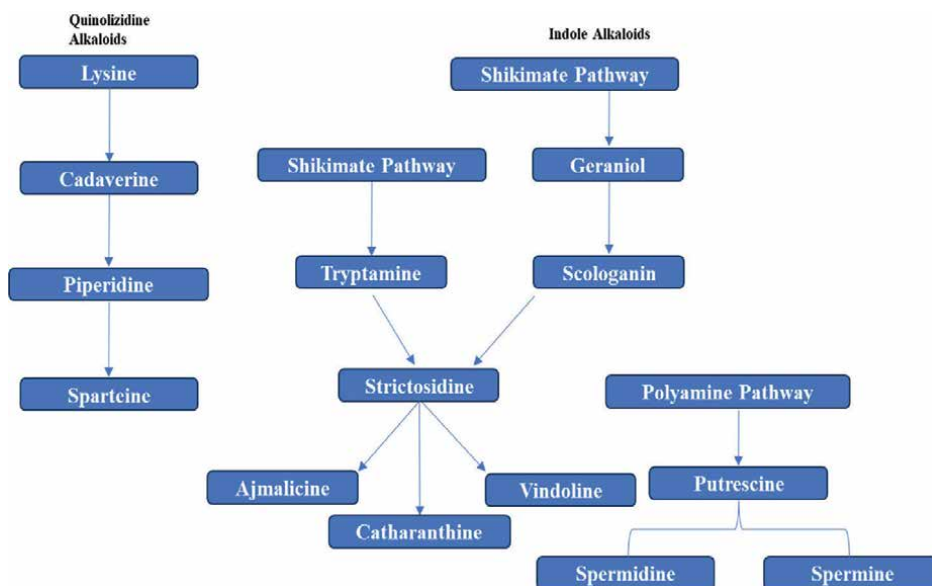 Quinolizidine
Alkaloids
Indole Alkaloids
Lysine
Shikimate Pathway
Cadaverine
Shikimate Pathway
Geraniol
Piperidine
Tryptamine
Scologanin
Sparteine
Strictosidine
Polyamine Pathway
Ajmalicine
Vindoline
Putrescine
Catharanthine
Spermidine
Spermine